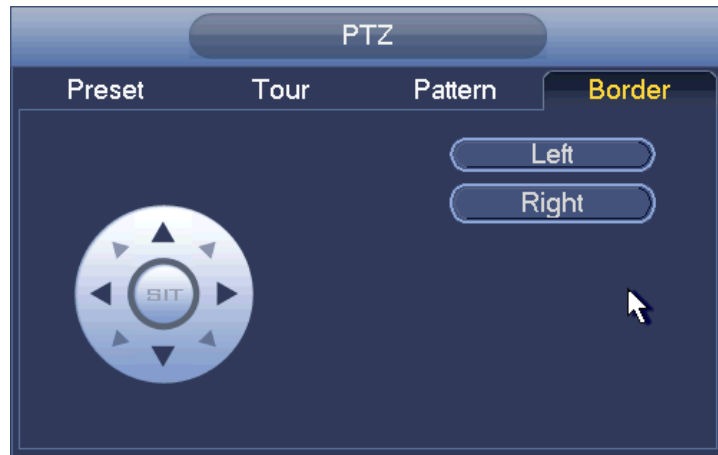 PTZ
Preset Tour Pattern Border
Left
Right
SIT